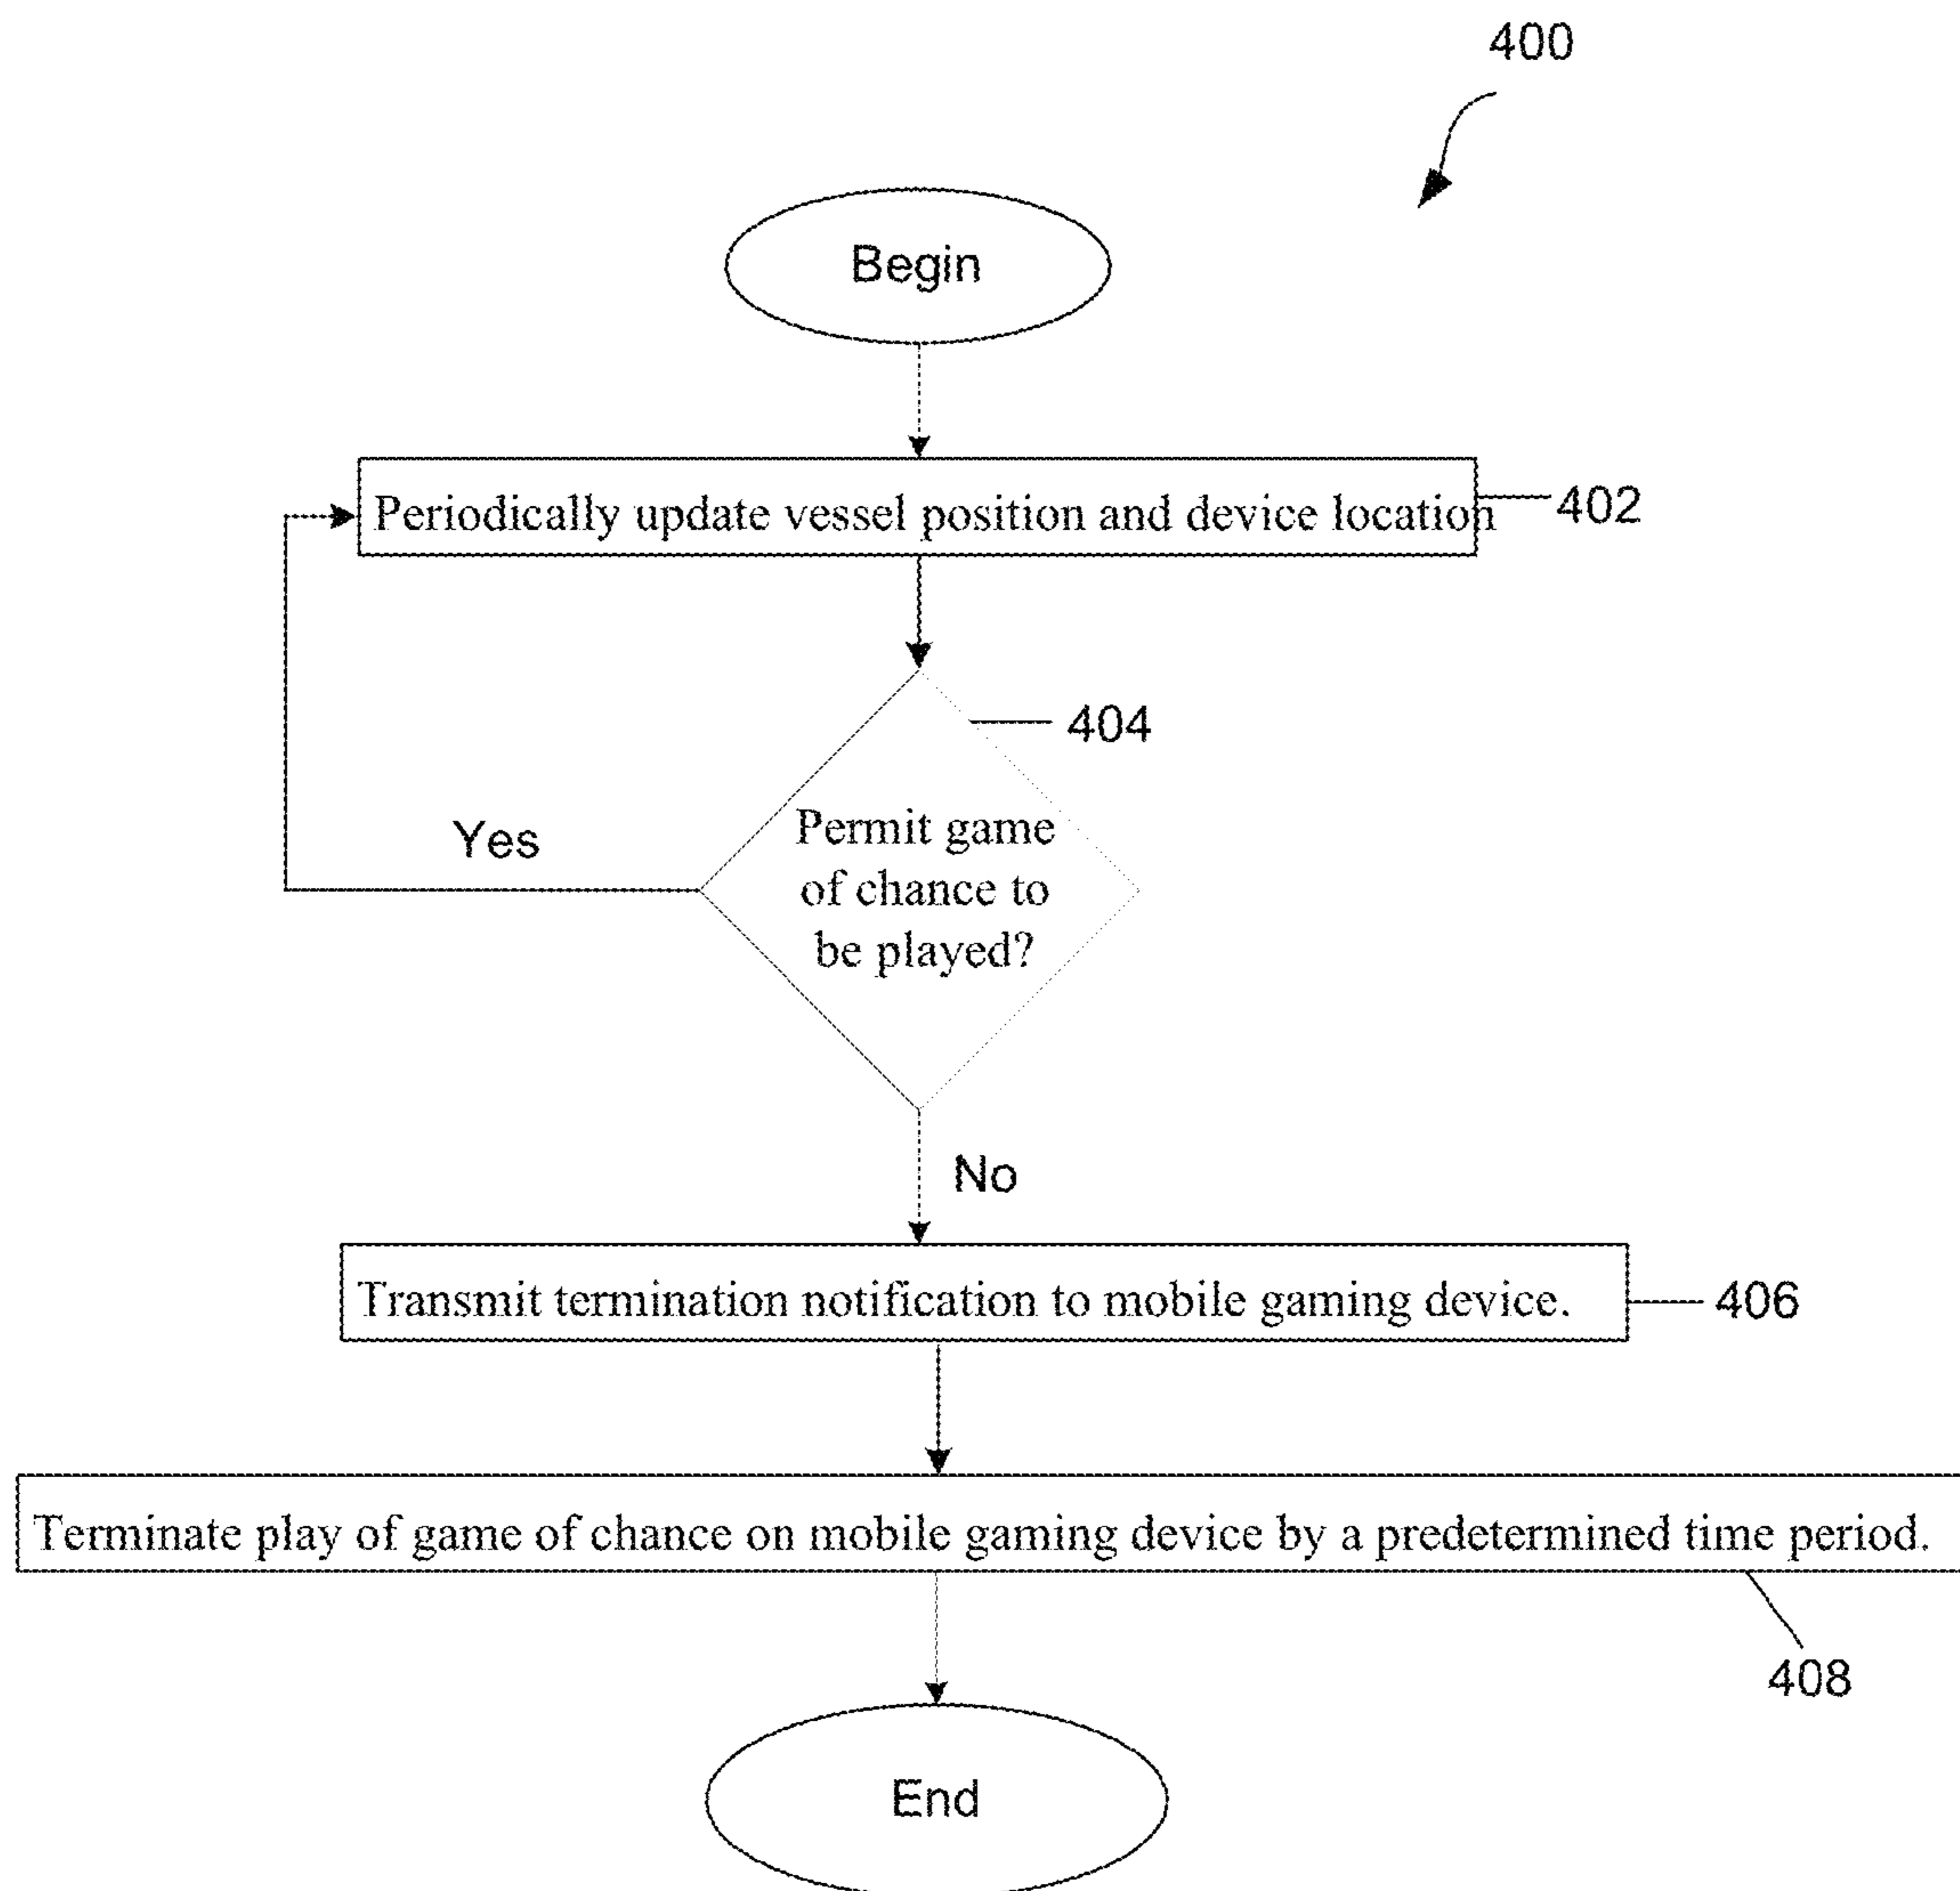 400
Begin
Periodically update vessel position and device location
402
404
Permit game
of chance to
be played?
Yes
No
Transmit termination notification to mobile gaming device.
406
Terminate play of game of chance on mobile gaming device by a predetermined time period.
408
End